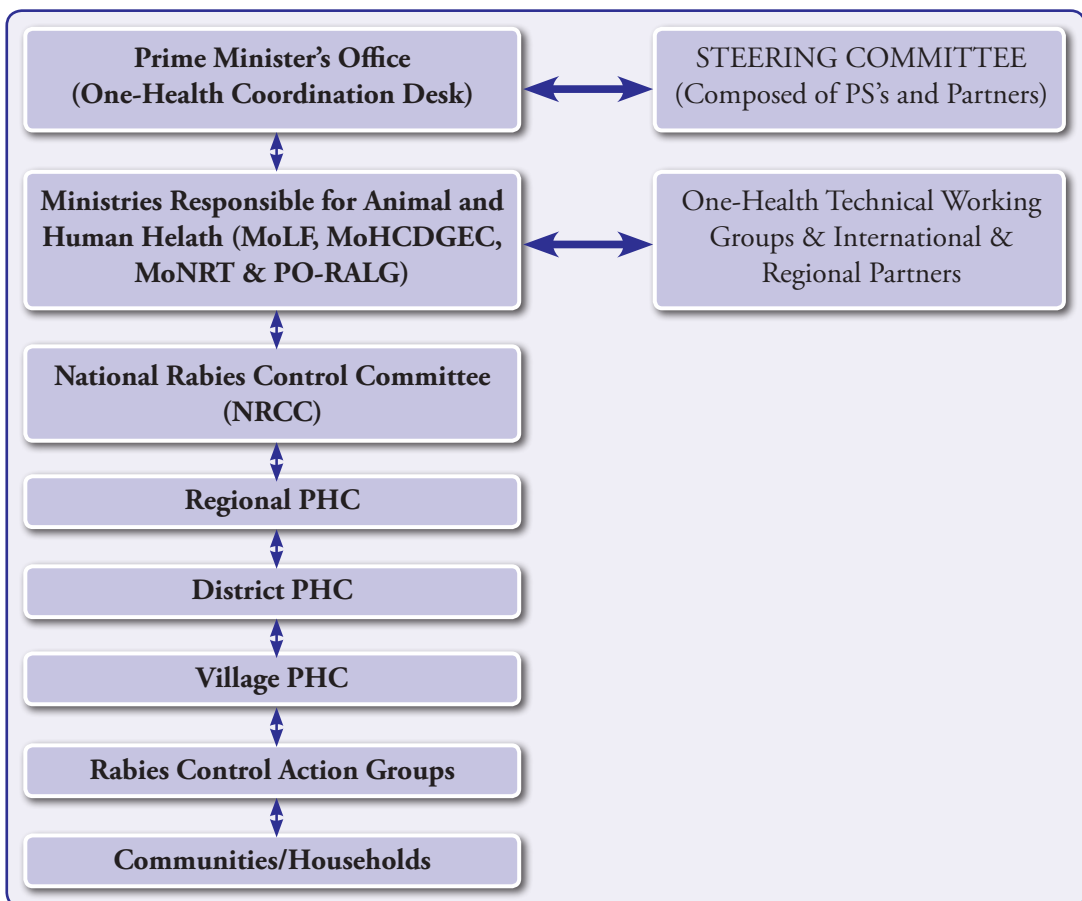 Prime Minister's Office
(One-Health Coordination Desk)
STEERING COMMITTEE
(Composed of PS's and Partners)
Ministries Responsible for Animal and
Human Helath (MoLF, MoHCDGEC,
MoNRT & PO-RALG)
One-Health Technical Working
Groups & International &
Regional Partners
National Rabies Control Committee
(NRCC)
Regional PHC
District PHC
Village PHC
Rabies Control Action Groups
Communities/Households